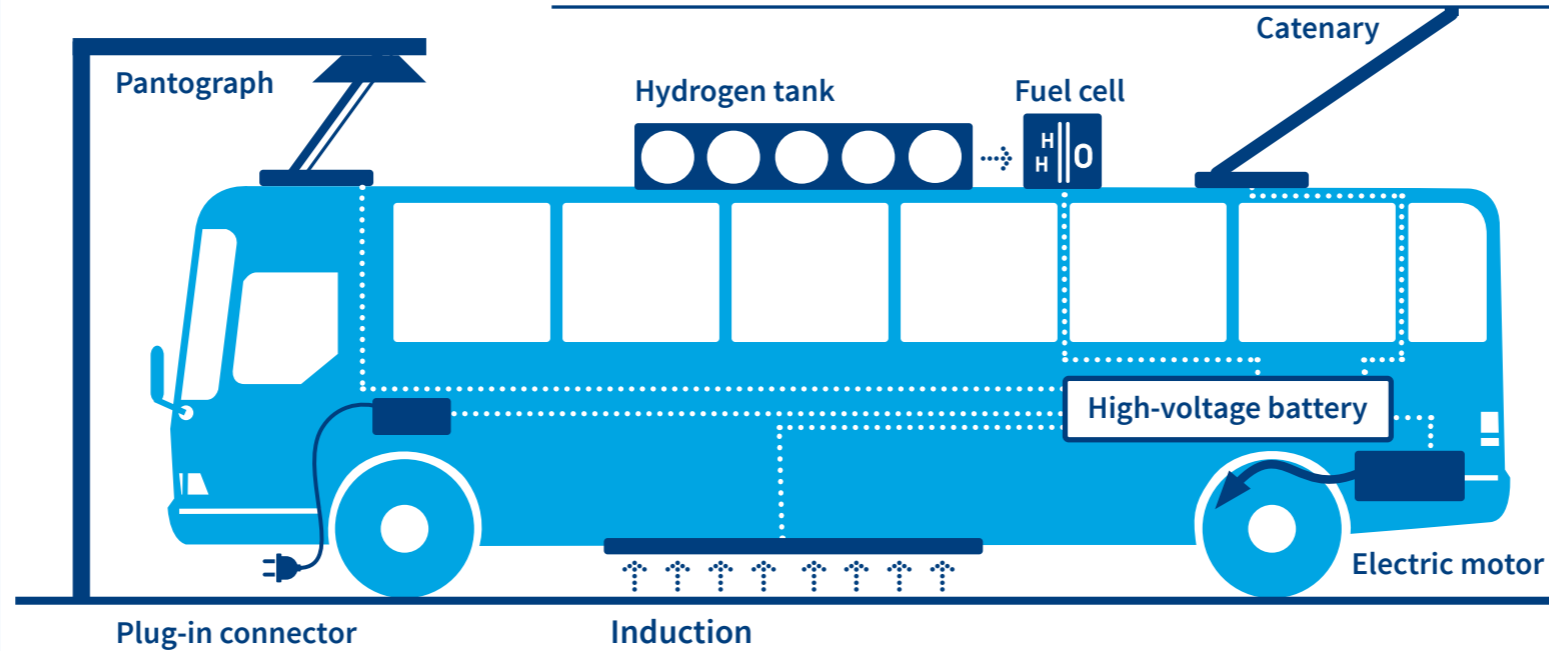 Catenary
Pantograph
Hydrogen tank
Fuel cell
H
H
O
High-voltage battery
Electric motor
Plug-in connector
Induction